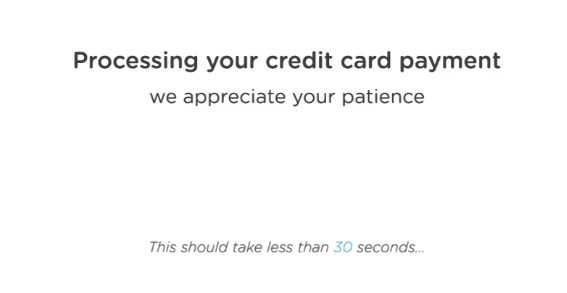 Processing your credit card payment
we appreciate your patience
This should take less than 30 seconds...